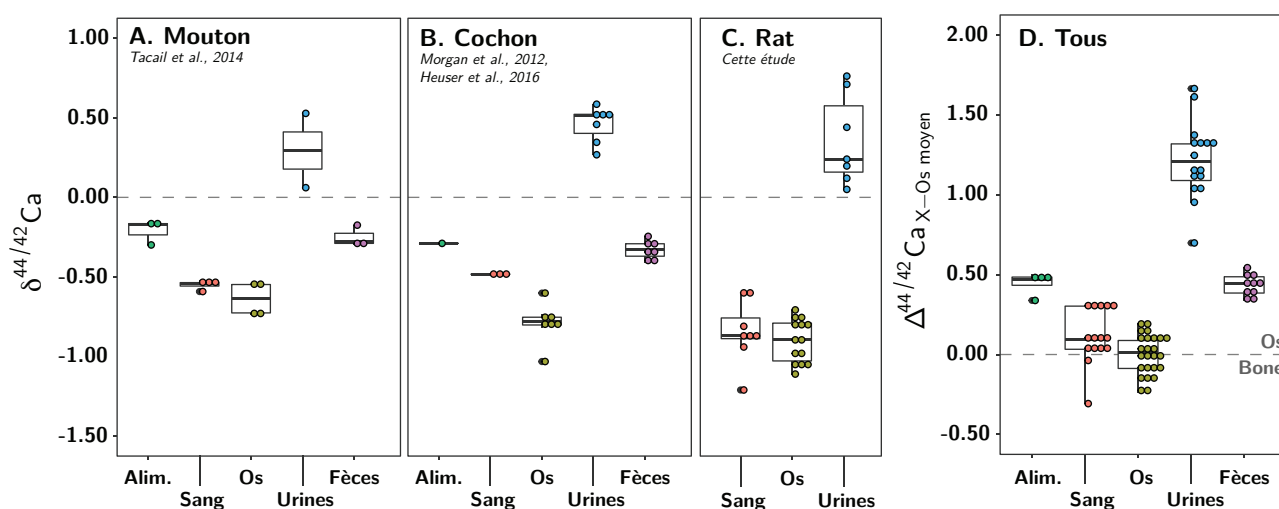 A. Mouton
Tacail et al., 2014
B. Cochon
Morgan et al., 2012,
Heuser et al., 2016
C. Rat
Cette étude
D. Tous
δ44/42Ca
1.00
0.50
0.00
-0.50
-1.00
-1.50
Alim.
Sang
Os
Urines
Fèces
Alim.
Sang
Os
Urines
Fèces
Sang
Os
Urines
Δ44/42Ca X−Os moyen
2.00
1.50
1.00
0.50
0.00
-0.50
Os
Bone
Alim.
Sang
Os
Urines
Fèces